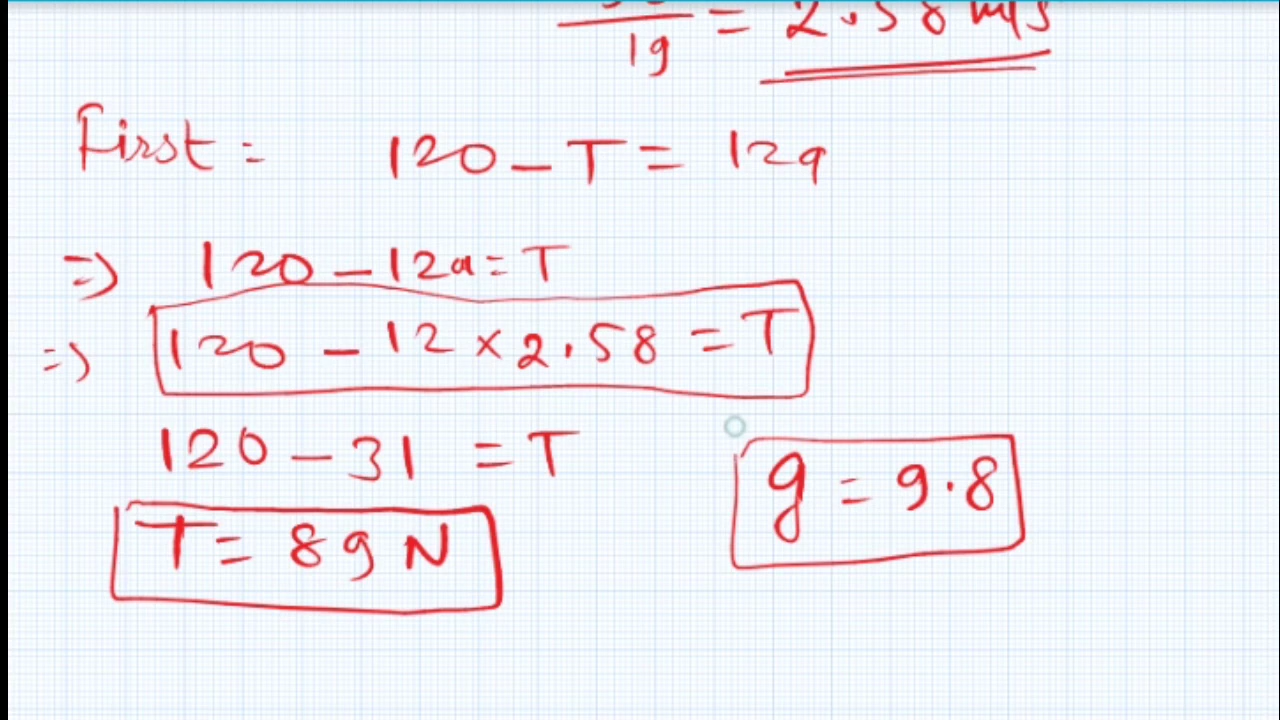 19 = 2.58 m/s
First = 120 - T = 12a
=> 120 - 12a = T
=> 120 - 12 × 2.58 = T
120 - 31 = T
T = 89 N
g = 9.8